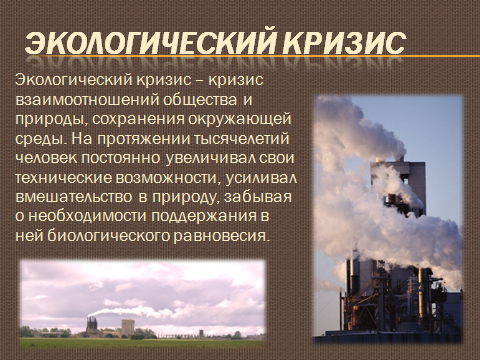 ЭКОЛОГИЧЕСКИЙ КРИЗИС
Экологический кризис – кризис
взаимоотношений общества и
природы, сохранения окружающей
среды. На протяжении тысячелетий
человек постоянно увеличивал свои
технические возможности, усиливал
вмешательство в природу, забывая
о необходимости поддержания в
ней биологического равновесия.